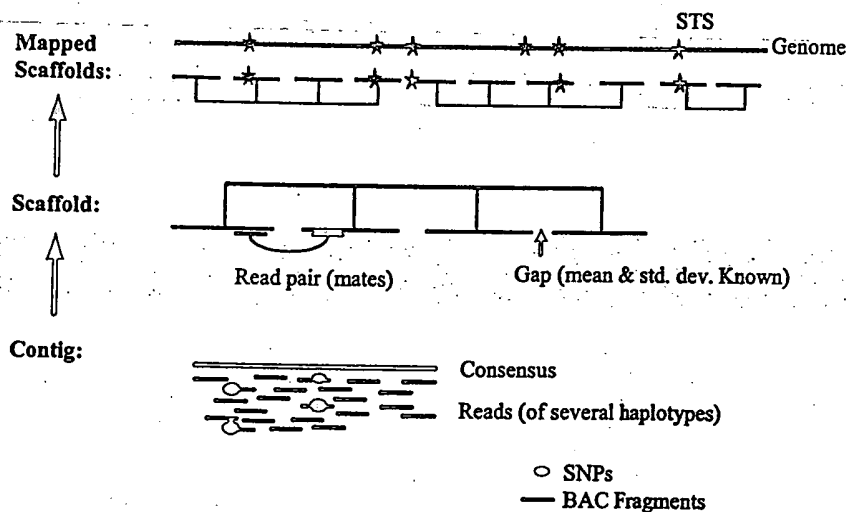 STS
Mapped
Scaffolds:
Genome
Scaffold:
Read pair (mates)
Gap (mean & std. dev. Known)
Contig:
Consensus
Reads (of several haplotypes)
SNPs
BAC Fragments